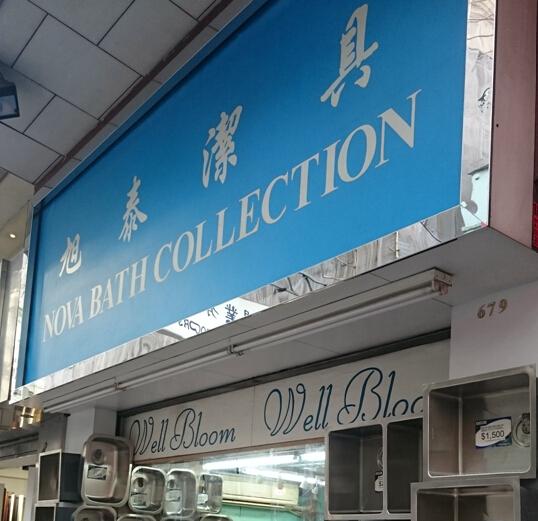 旭泰潔具
NOVA BATH COLLECTION
679
Well Bloom Well Bloo
$1,500